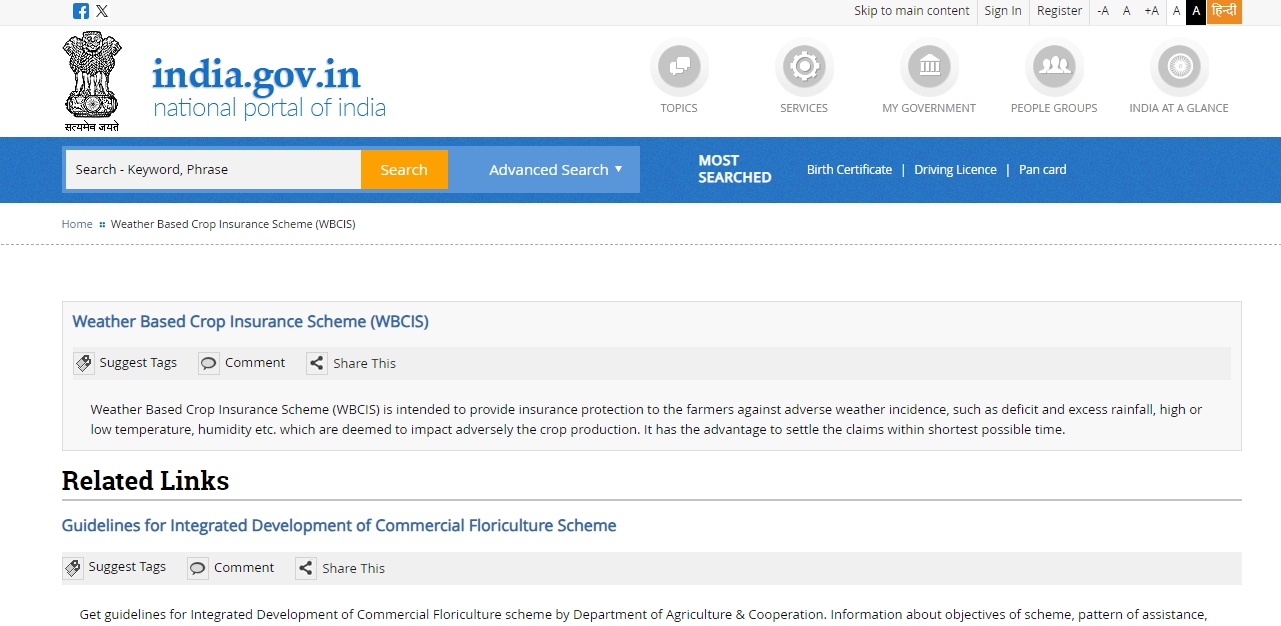 Skip to main content Sign In Register -A A +A A A हिन्दी
सत्यमेव जयते
india.gov.in
national portal of india
TOPICS SERVICES MY GOVERNMENT PEOPLE GROUPS INDIA AT A GLANCE
Search - Keyword, Phrase Search Advanced Search
MOST
SEARCHED
Birth Certificate | Driving Licence | Pan card
Home Weather Based Crop Insurance Scheme (WBCIS)
Weather Based Crop Insurance Scheme (WBCIS)
Suggest Tags Comment Share This
Weather Based Crop Insurance Scheme (WBCIS) is intended to provide insurance protection to the farmers against adverse weather incidence, such as deficit and excess rainfall, high or
low temperature, humidity etc. which are deemed to impact adversely the crop production. It has the advantage to settle the claims within shortest possible time.
Related Links
Guidelines for Integrated Development of Commercial Floriculture Scheme
Suggest Tags Comment Share This
Get guidelines for Integrated Development of Commercial Floriculture scheme by Department of Agriculture & Cooperation. Information about objectives of scheme, pattern of assistance,